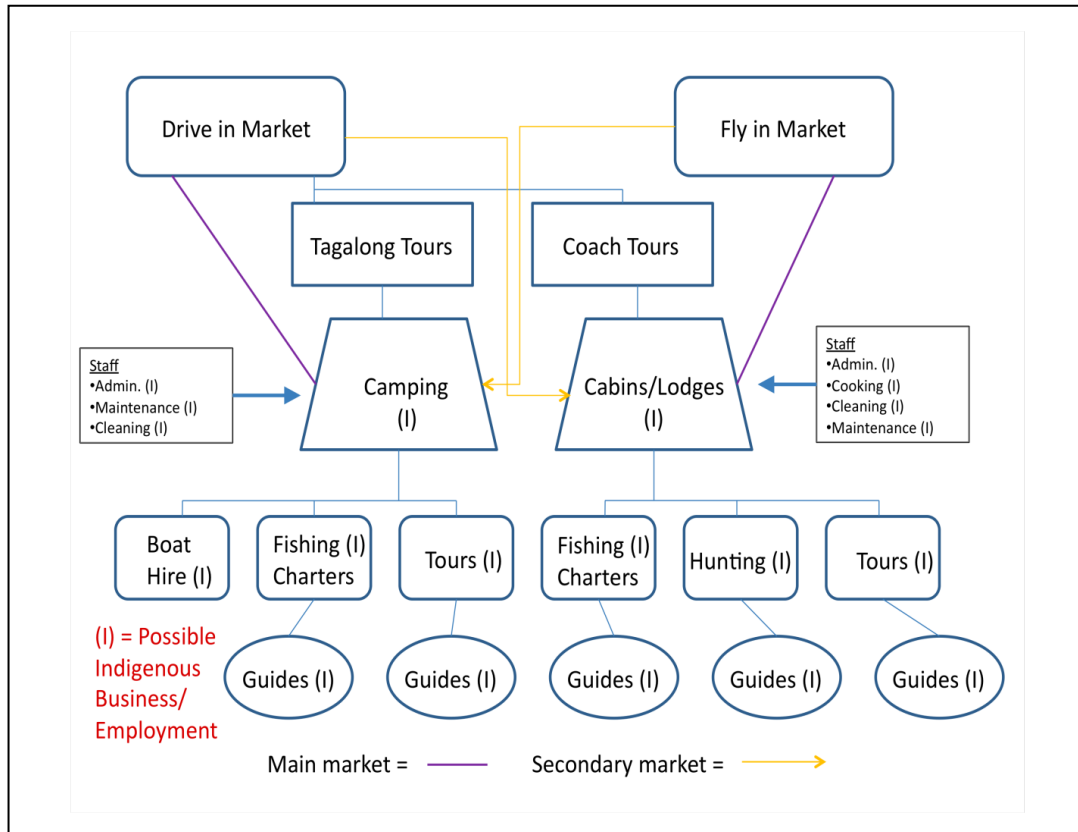 Drive in Market
Fly in Market
Tagalong Tours
Coach Tours
Staff
•Admin. (I)
•Maintenance (I)
•Cleaning (I)
Camping
(I)
Cabins/Lodges
(I)
Staff
•Admin. (I)
•Cooking (I)
•Cleaning (I)
•Maintenance (I)
Boat
Hire (I)
Fishing (I)
Charters
Tours (I)
Fishing (I)
Charters
Hunting (I)
Tours (I)
(I) = Possible
Indigenous
Business/
Employment
Guides (I)
Guides (I)
Guides (I)
Guides (I)
Guides (I)
Main market =
Secondary market =